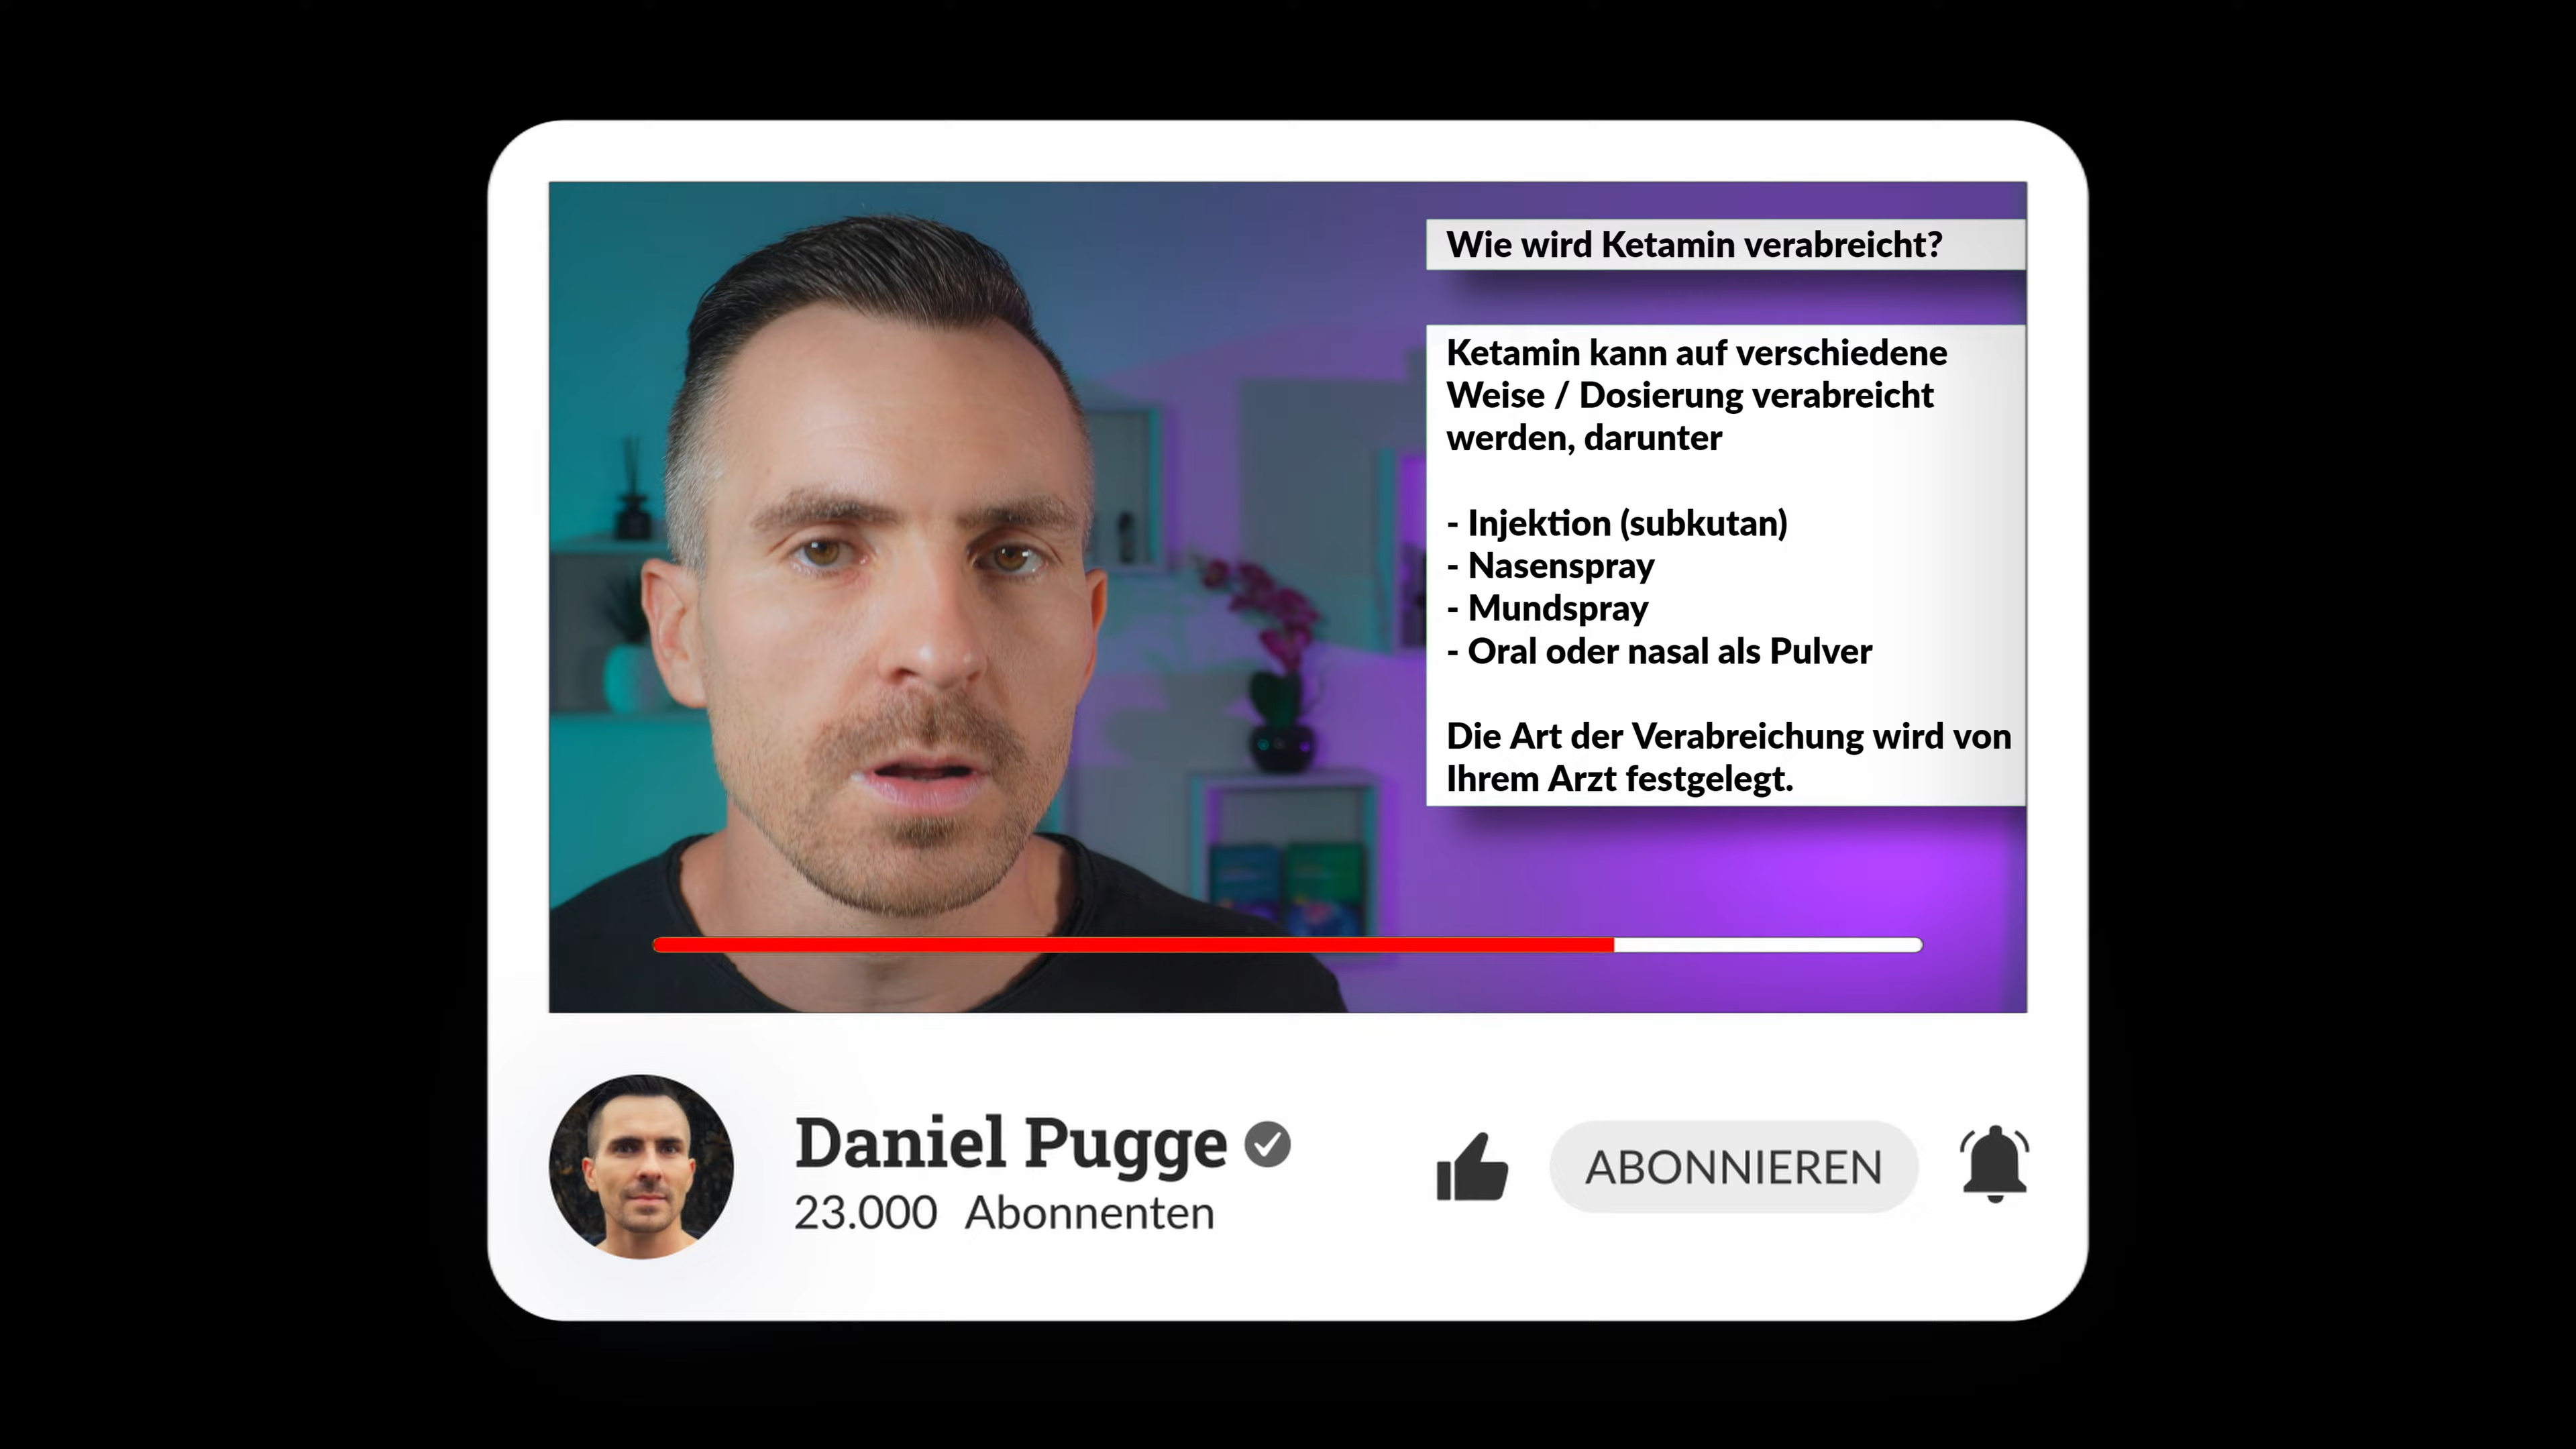 Wie wird Ketamin verabreicht?
Ketamin kann auf verschiedene
Weise / Dosierung verabreicht
werden, darunter
- Injektion (subkutan)
- Nasenspray
- Mundspray
- Oral oder nasal als Pulver
Die Art der Verabreichung wird von
Ihrem Arzt festgelegt.
Daniel Pugge
23.000 Abonnenten
ABONNIEREN